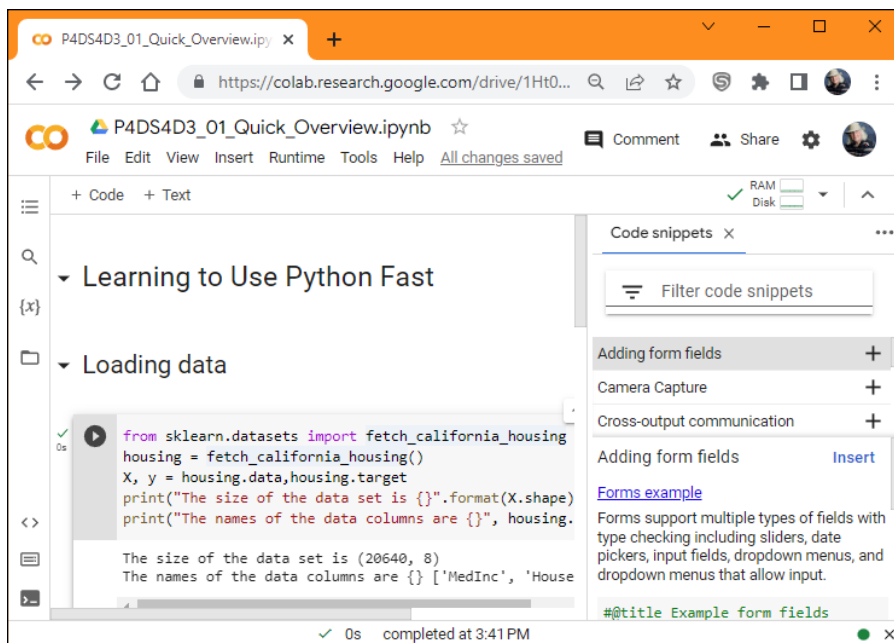 P4DS4D3_01_Quick_Overview.ipy
https://colab.research.google.com/drive/1Ht0...
P4DS4D3_01_Quick_Overview.ipynb
Comment
Share
File Edit View Insert Runtime Tools Help All changes saved
+ Code + Text
RAM
Disk
Code snippets
Learning to Use Python Fast
{x}
Filter code snippets
Loading data
Adding form fields
Camera Capture
Cross-output communication
0s
from sklearn.datasets import fetch_california_housing
housing = fetch_california_housing()
X, y = housing.data,housing.target
print("The size of the data set is {}".format(X.shape)
print("The names of the data columns are {}", housing.
The size of the data set is (20640, 8)
The names of the data columns are {} ['MedInc', 'House
Adding form fields Insert
Forms example
Forms support multiple types of fields with
type checking including sliders, date
pickers, input fields, dropdown menus, and
dropdown menus that allow input.
#@title Example form fields
0s completed at 3:41 PM